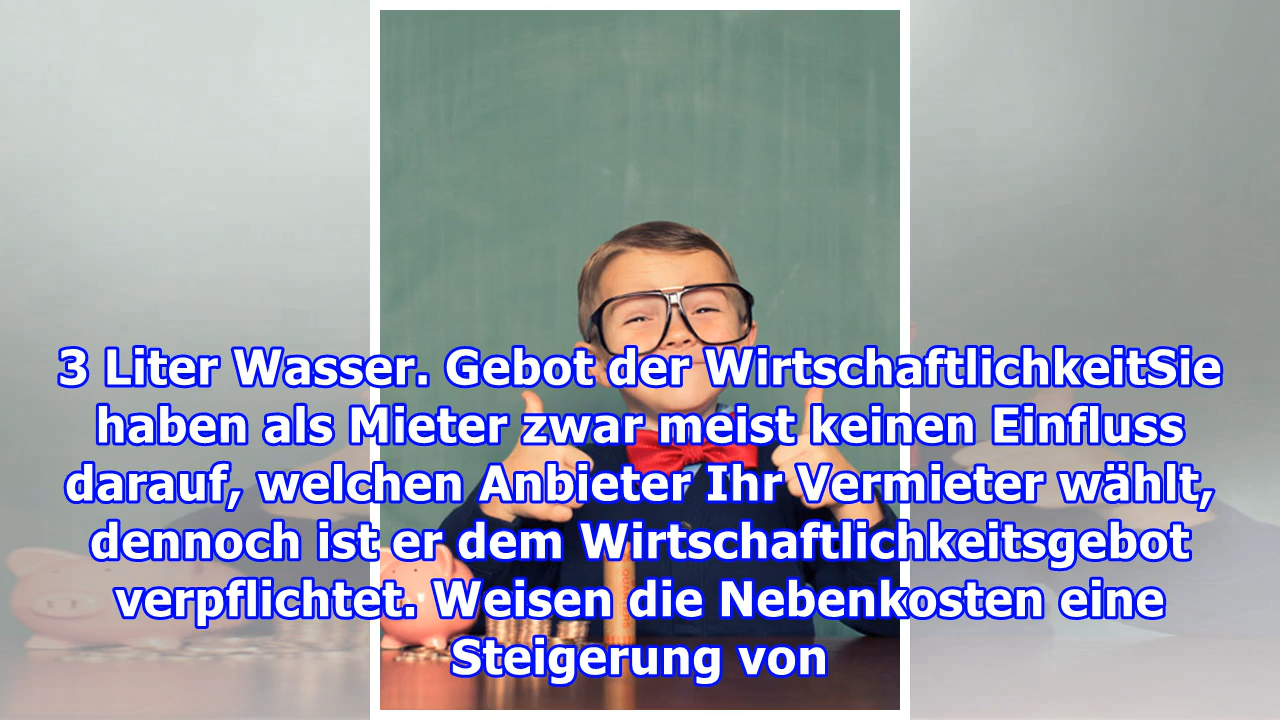 3 Liter Wasser. Gebot der WirtschaftlichkeitSie
haben als Mieter zwar meist keinen Einfluss
darauf, welchen Anbieter Ihr Vermieter wählt,
dennoch ist er dem Wirtschaftlichkeitsgebot
verpflichtet. Weisen die Nebenkosten eine
Steigerung von